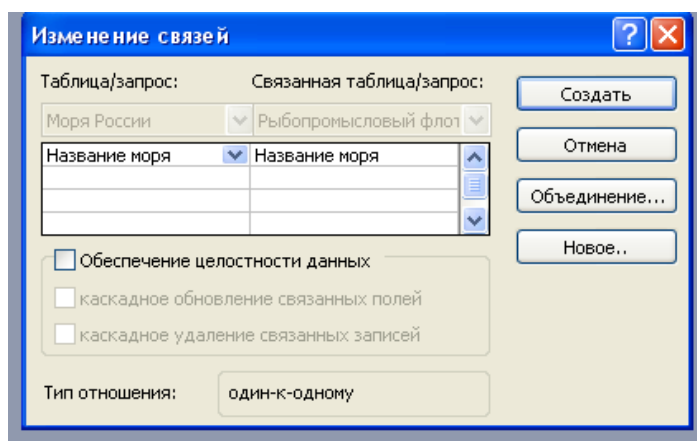 Изменение связей
Таблица/запрос: Связанная таблица/запрос:
Создать
Моря России Рыбопромысловый флот
Название моря Название моря
Отмена
Объединение...
Новое..
Обеспечение целостности данных
каскадное обновление связанных полей
каскадное удаление связанных записей
Тип отношения: один-к-одному